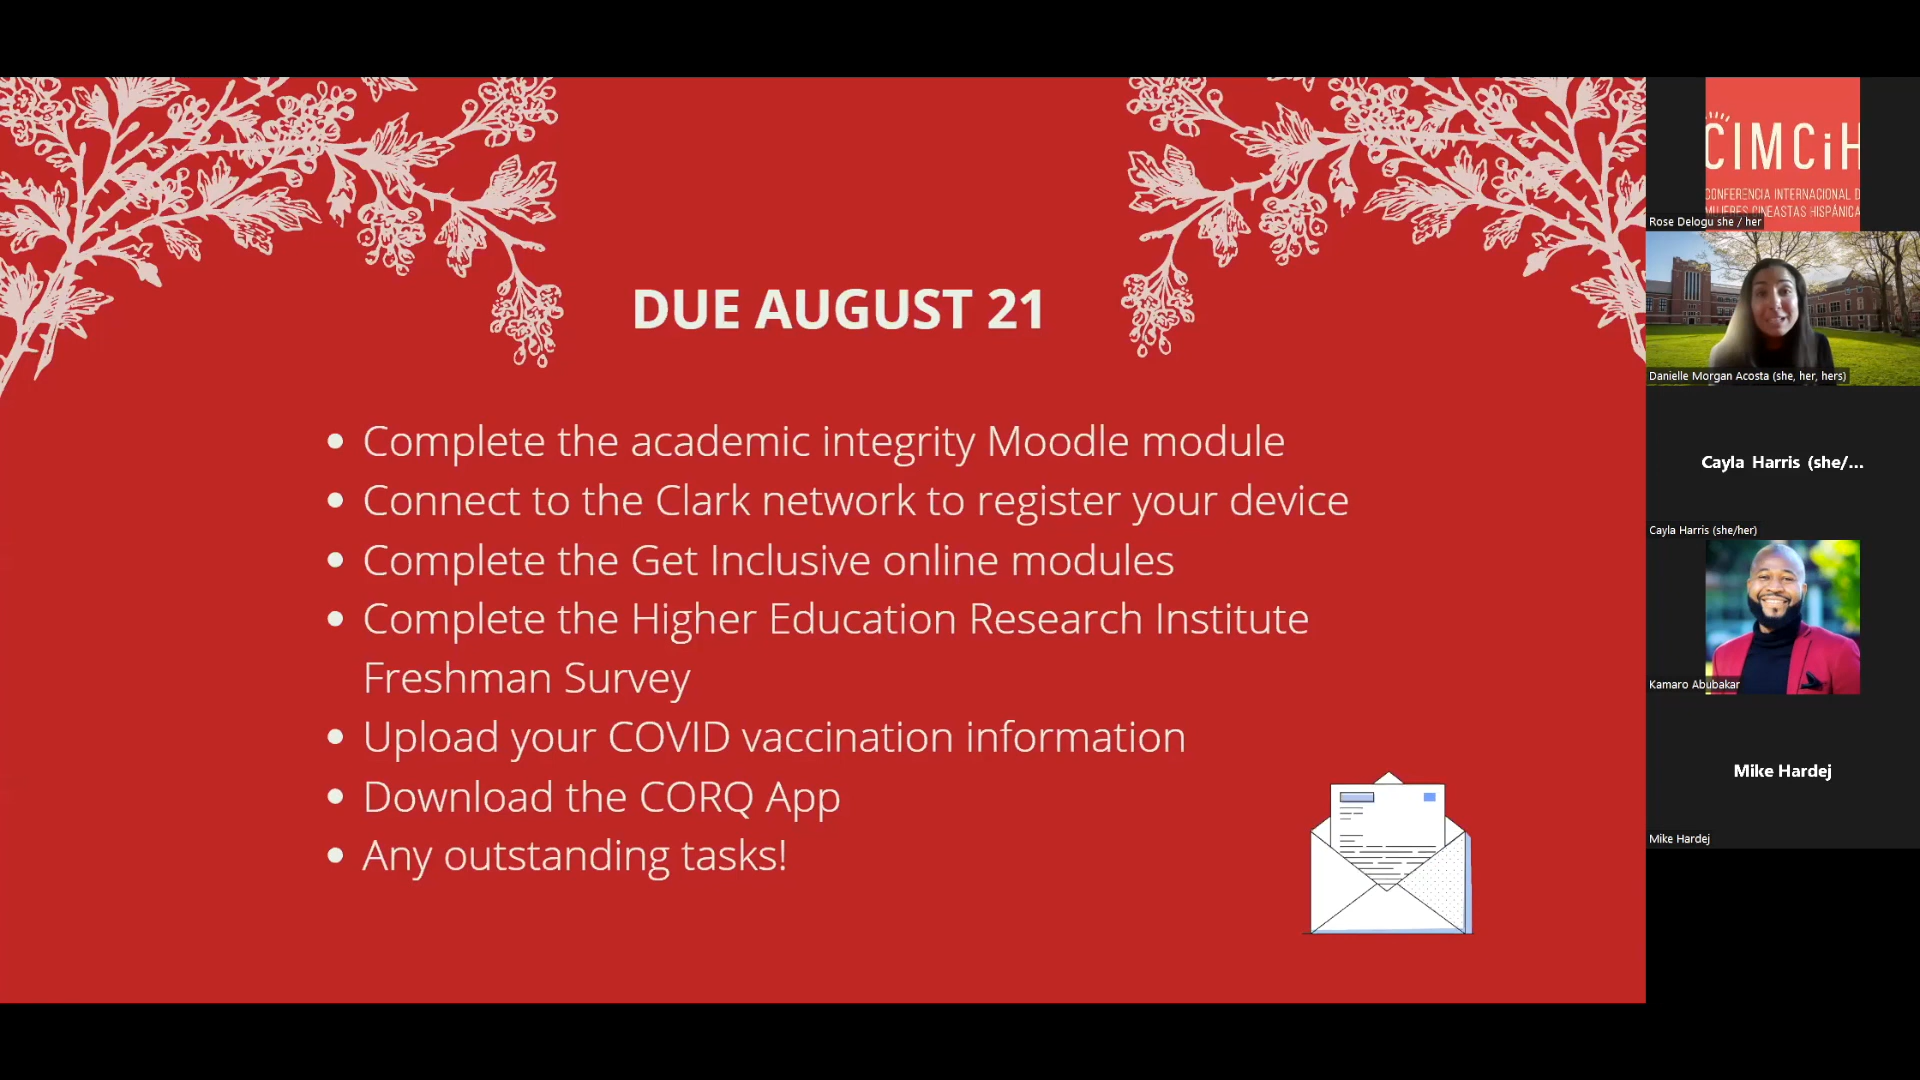 DUE AUGUST 21
Complete the academic integrity Moodle module
Connect to the Clark network to register your device
Complete the Get Inclusive online modules
Complete the Higher Education Research Institute
Freshman Survey
Upload your COVID vaccination information
Download the CORQ App
Any outstanding tasks!
CIMCiH
CONFERENCIA INTERNACIONAL D
MUJERES CINEASTAS HISPÁNICA
Rose Delogu she / her
Danielle Morgan Acosta (she, her, hers)
Cayla Harris (she/...
Cayla Harris (she/her)
Kamaro Abubakar
Mike Hardej
Mike Hardej